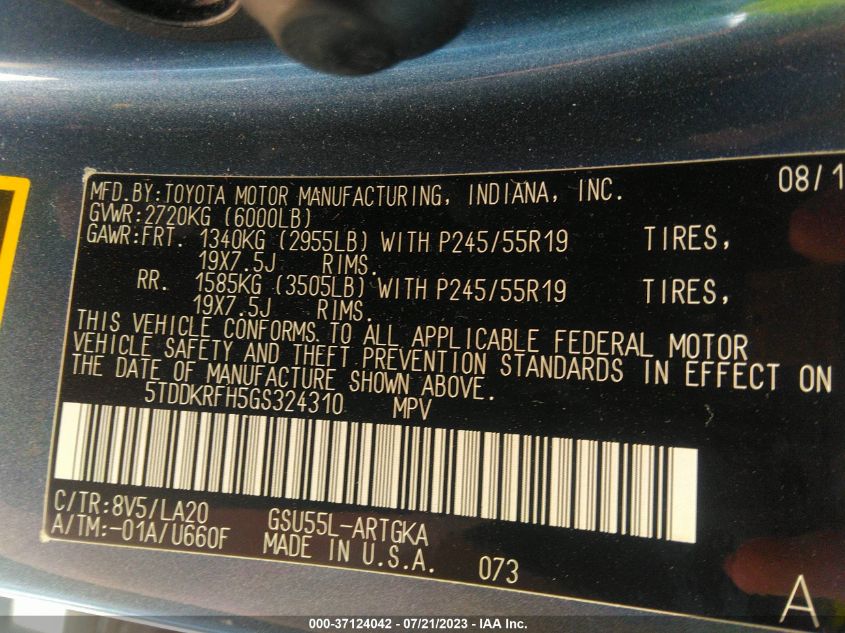 MFD.BY:TOYOTA MOTOR MANUFACTURING, INDIANA, INC. 08/1
GVWR:2720KG (6000LB)
GAWR:FRT. 1340KG (2955LB) WITH P245/55R19 TIRES,
19X7.5J RIMS.
RR. 1585KG (3505LB) WITH P245/55R19 TIRES,
19X7.5J RIMS.
THIS VEHICLE CONFORMS TO ALL APPLICABLE FEDERAL MOTOR
VEHICLE SAFETY AND THEFT PREVENTION STANDARDS IN EFFECT ON
THE DATE OF MANUFACTURE SHOWN ABOVE.
5TDDKRFH5GS324310 MPV
C/TR:8V5/LA20 GSU55L-ARTGKA
A/TM:-01A/U660F MADE IN U.S.A. 073
A
000-37124042 - 07/21/2023 - IAA Inc.